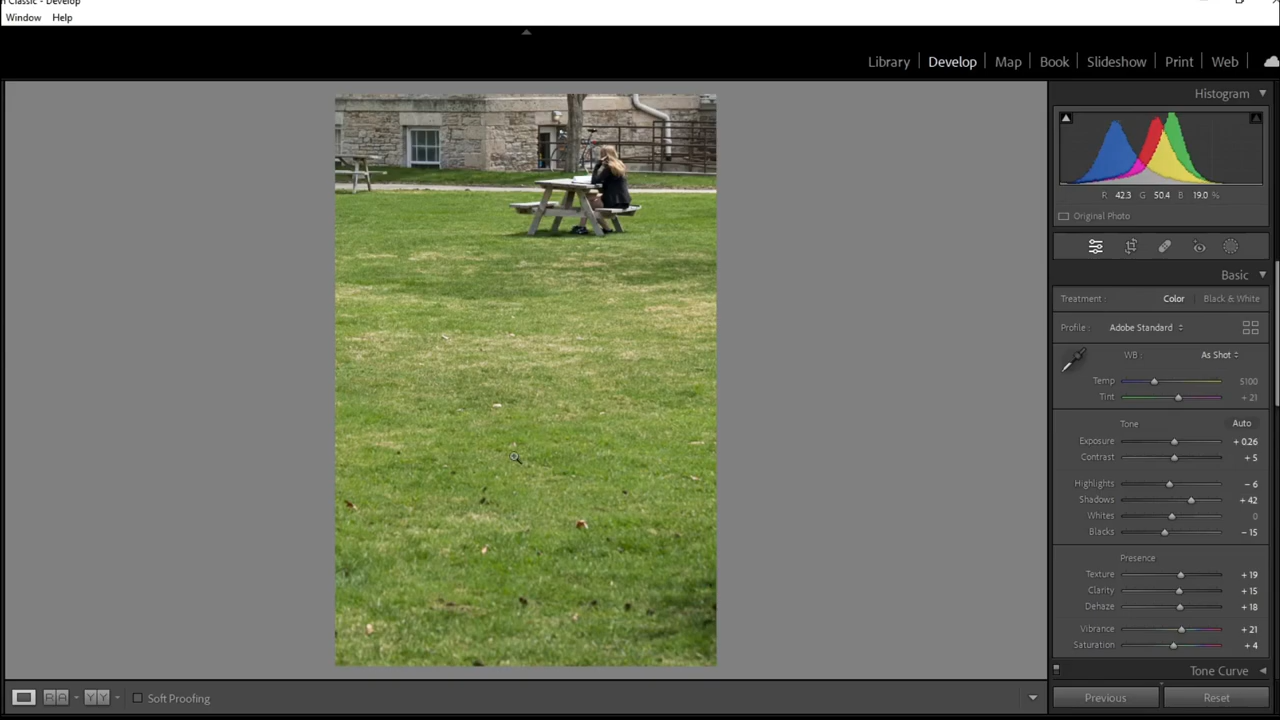 n Classic - Develop
Window Help
Library Develop Map Book Slideshow Print Web
Histogram
R 42.3 G 50.4 B 19.0 %
Original Photo
Basic
Treatment: Color Black & White
Profile: Adobe Standard
WB: As Shot
Temp 5100
Tint + 21
Tone Auto
Exposure + 0.26
Contrast + 5
Highlights - 6
Shadows + 42
Whites 0
Blacks - 15
Presence
Texture + 19
Clarity + 15
Dehaze + 18
Vibrance + 21
Saturation + 4
Tone Curve
R A Y Y Soft Proofing
Previous Reset